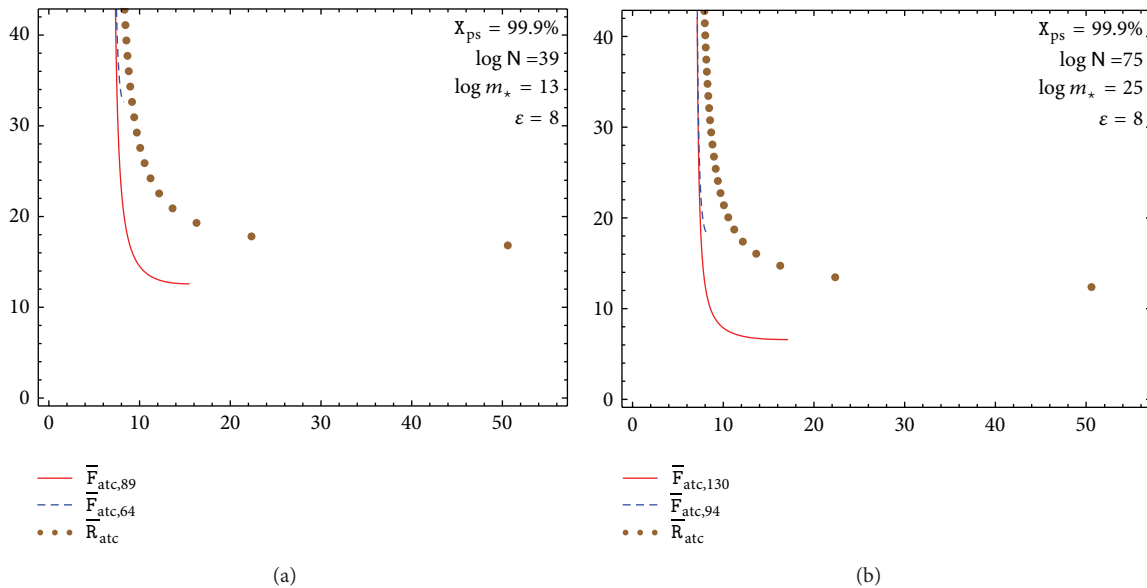 40
30
20
10
0
0 10 20 30 40 50
X_ps = 99.9%
log N =39
log m_⋆ = 13
ε = 8
F̅_atc,89
F̅_atc,64
R̅_atc
(a)
40
30
20
10
0
0 10 20 30 40 50
X_ps = 99.9%
log N =75
log m_⋆ = 25
ε = 8
F̅_atc,130
F̅_atc,94
R̅_atc
(b)